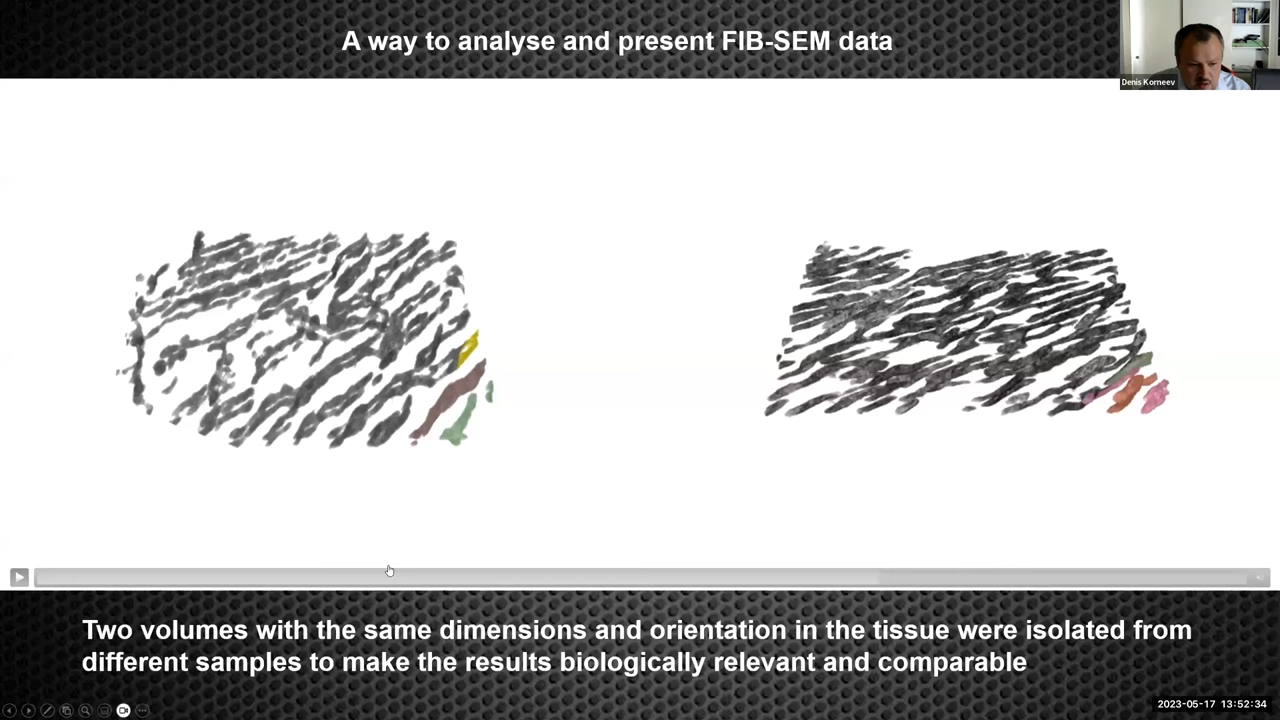 A way to analyse and present FIB-SEM data
Denis Korneev
Two volumes with the same dimensions and orientation in the tissue were isolated from
different samples to make the results biologically relevant and comparable
2023-05-17 13:52:34